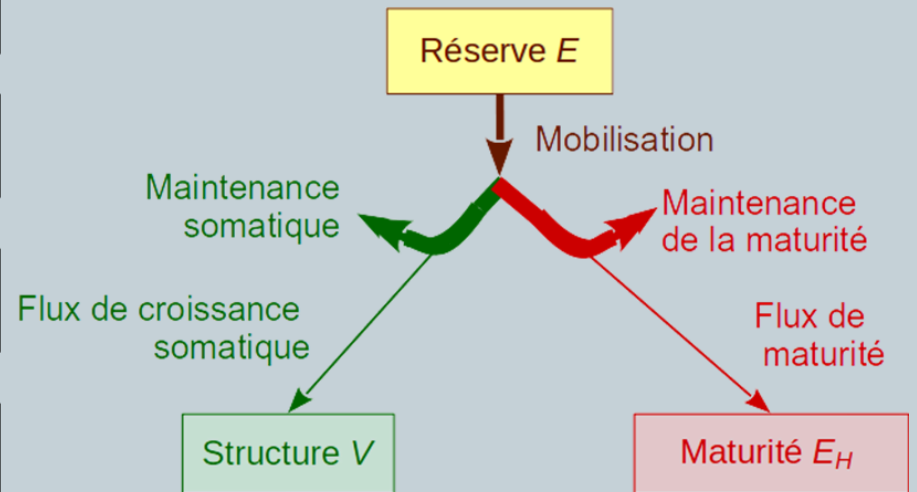 Réserve E
Mobilisation
Maintenance
somatique
Maintenance
de la maturité
Flux de croissance
somatique
Flux de
maturité
Structure V
Maturité E_H